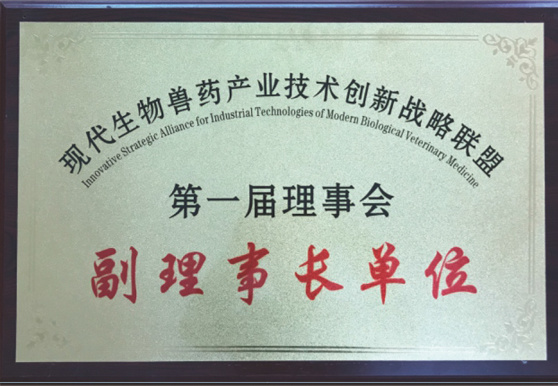 现代生物兽药产业技术创新战略联盟
Innovative Strategic Alliance for Industrial Technologies of Modern Biological Veterinary Medicine
第一届理事会
副理事长单位